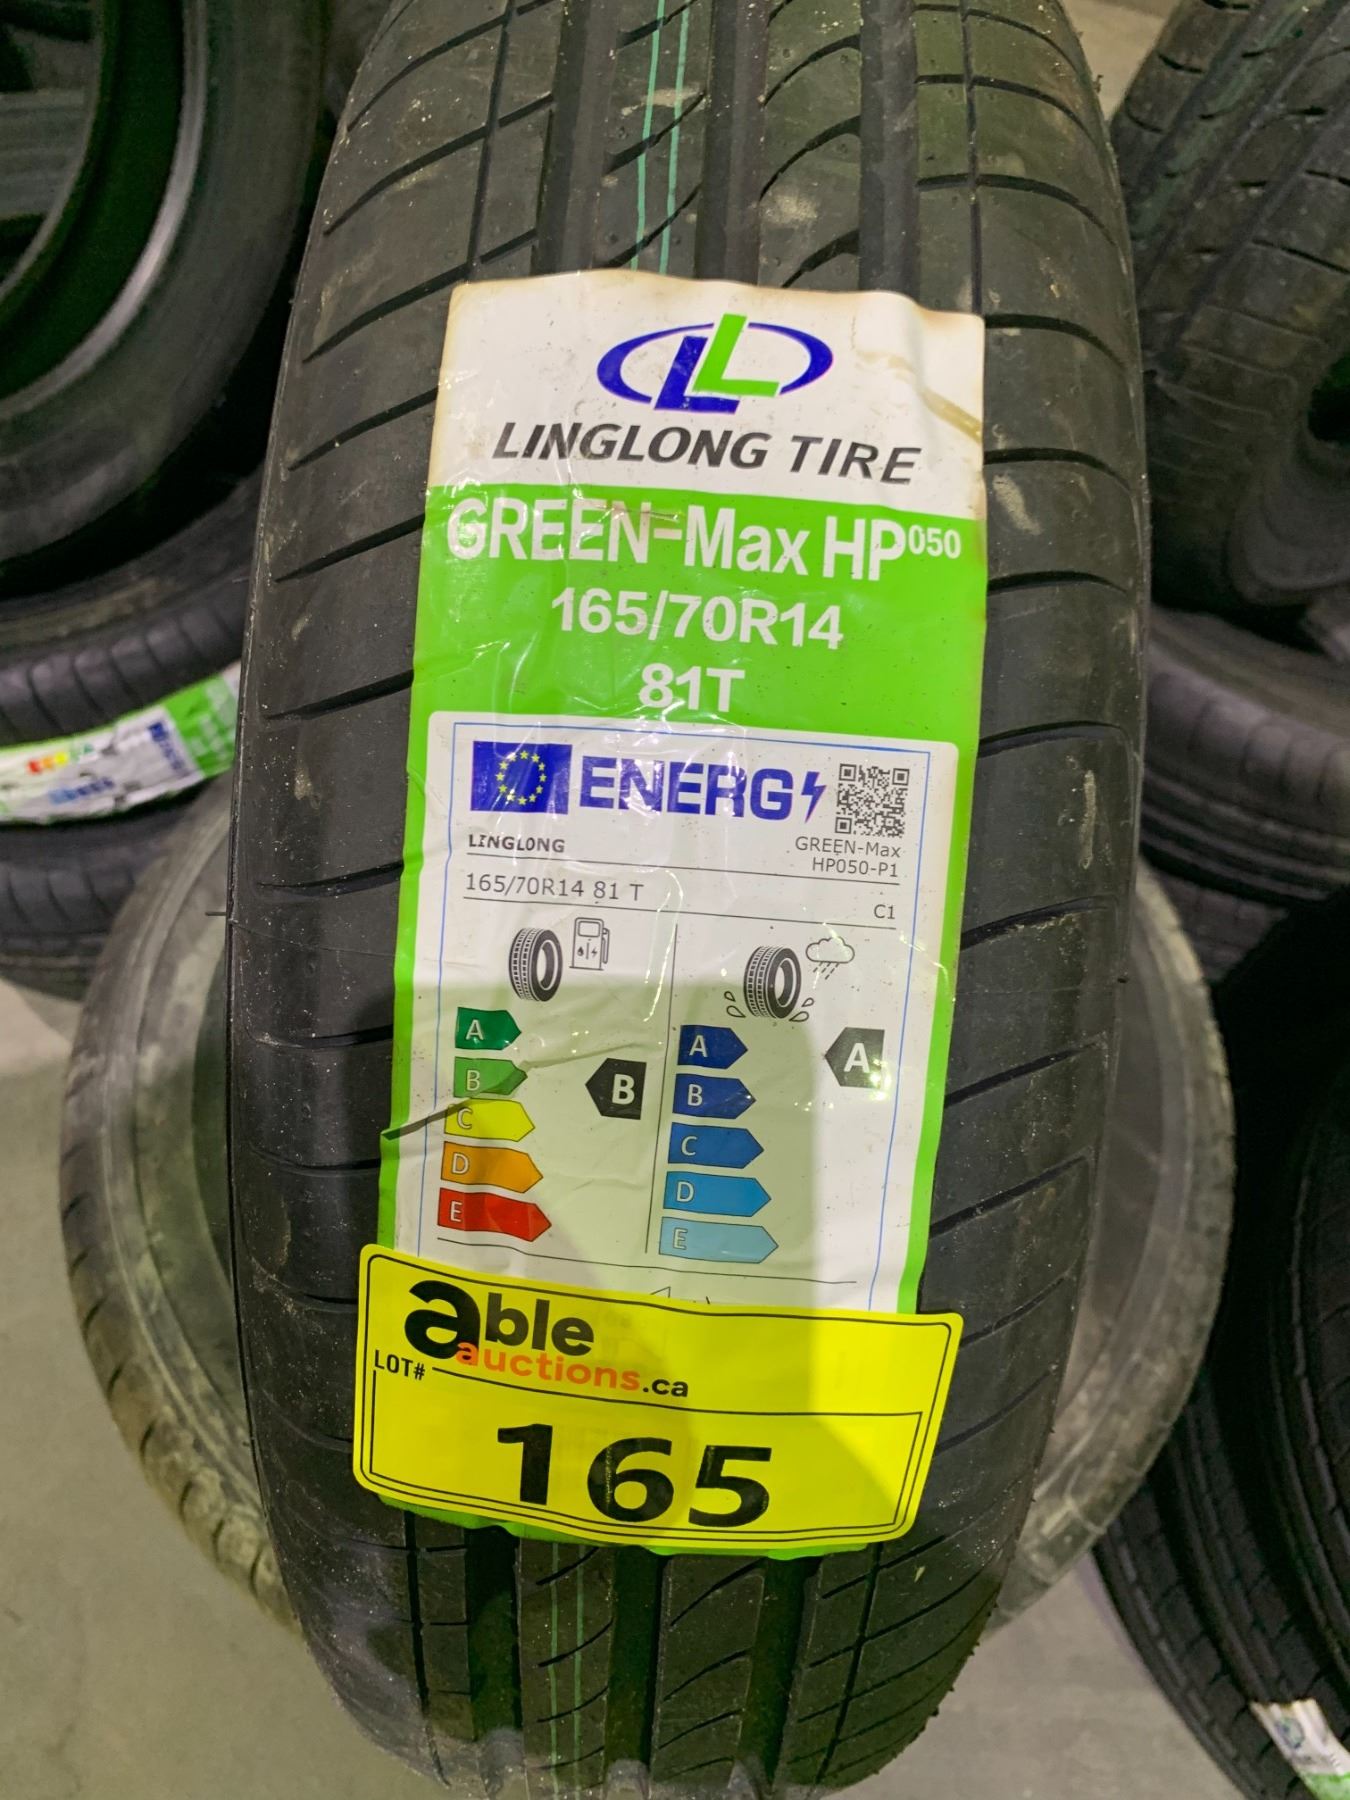 LINGLONG TIRE
GREEN-Max HP050
165/70R14
81T
ENERG
LINGLONG
GREEN-Max
HP050-P1
165/70R14 81 T
C1
A
B
C
D
E
B
A
B
C
D
E
A
able
auctions.ca
LOT#
165